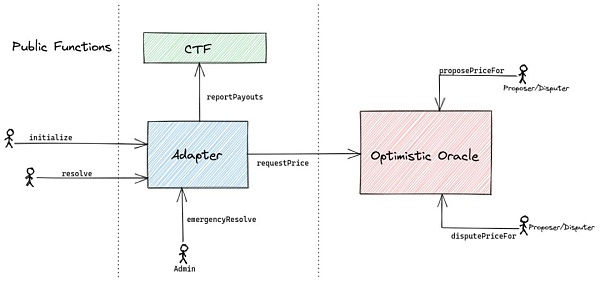 Public Functions
CTF
reportPayouts
proposePriceFor
Proposer/Disputer
initialize
Adapter
requestPrice
Optimistic Oracle
resolve
emergencyResolve
Admin
Proposer/Disputer
disputePriceFor